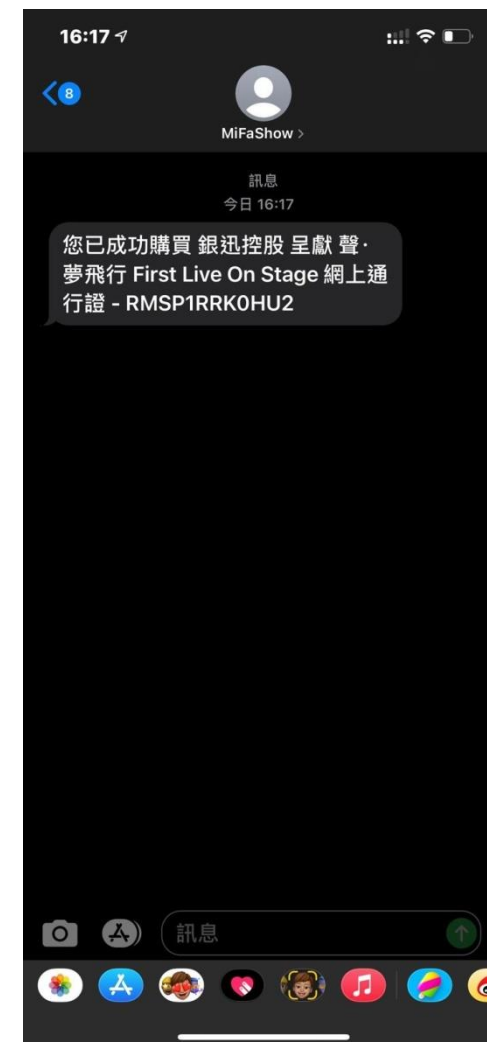 16:17
8
MiFaShow >
訊息
今日 16:17
您已成功購買 銀迅控股 呈獻 聲·
夢飛行 First Live On Stage 網上通
行證 - RMSP1RRK0HU2
訊息